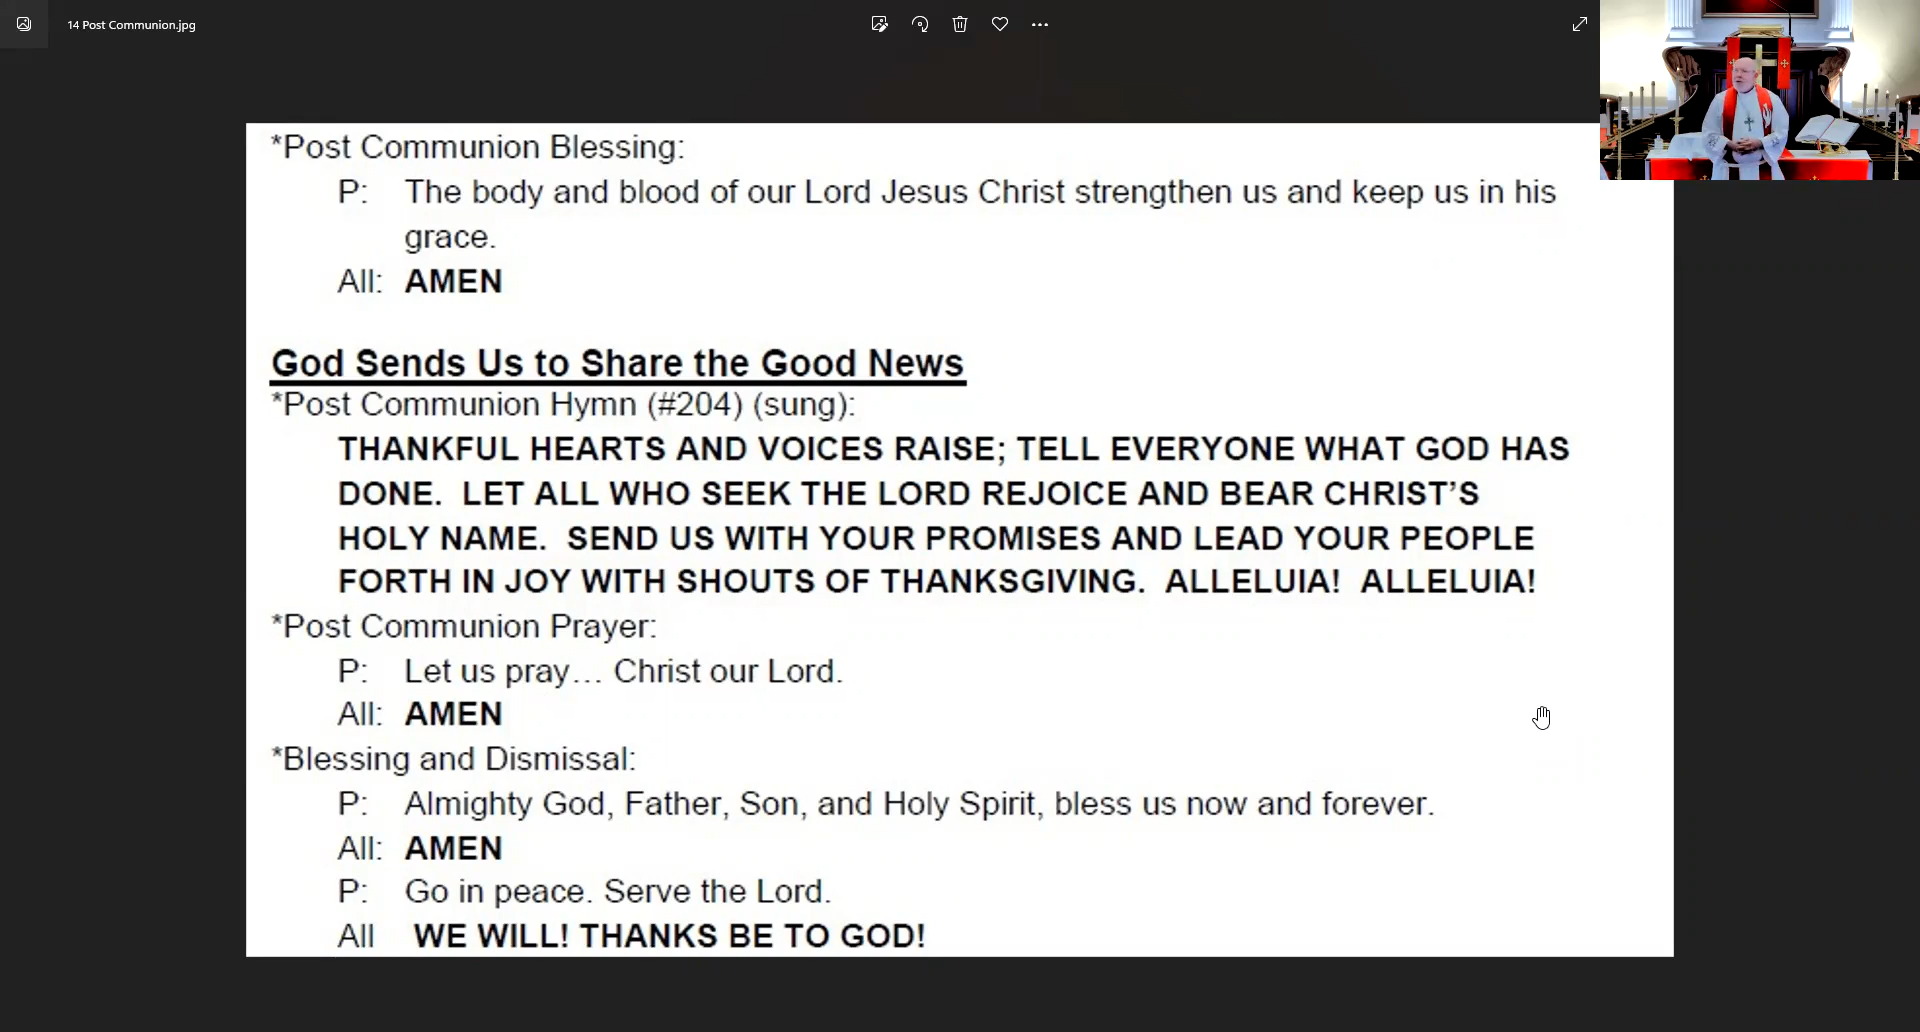 14 Post Communion.jpg
*Post Communion Blessing:
P: The body and blood of our Lord Jesus Christ strengthen us and keep us in his
grace.
All: AMEN
God Sends Us to Share the Good News
*Post Communion Hymn (#204) (sung):
THANKFUL HEARTS AND VOICES RAISE; TELL EVERYONE WHAT GOD HAS
DONE. LET ALL WHO SEEK THE LORD REJOICE AND BEAR CHRIST’S
HOLY NAME. SEND US WITH YOUR PROMISES AND LEAD YOUR PEOPLE
FORTH IN JOY WITH SHOUTS OF THANKSGIVING. ALLELUIA! ALLELUIA!
*Post Communion Prayer:
P: Let us pray… Christ our Lord.
All: AMEN
*Blessing and Dismissal:
P: Almighty God, Father, Son, and Holy Spirit, bless us now and forever.
All: AMEN
P: Go in peace. Serve the Lord.
All WE WILL! THANKS BE TO GOD!